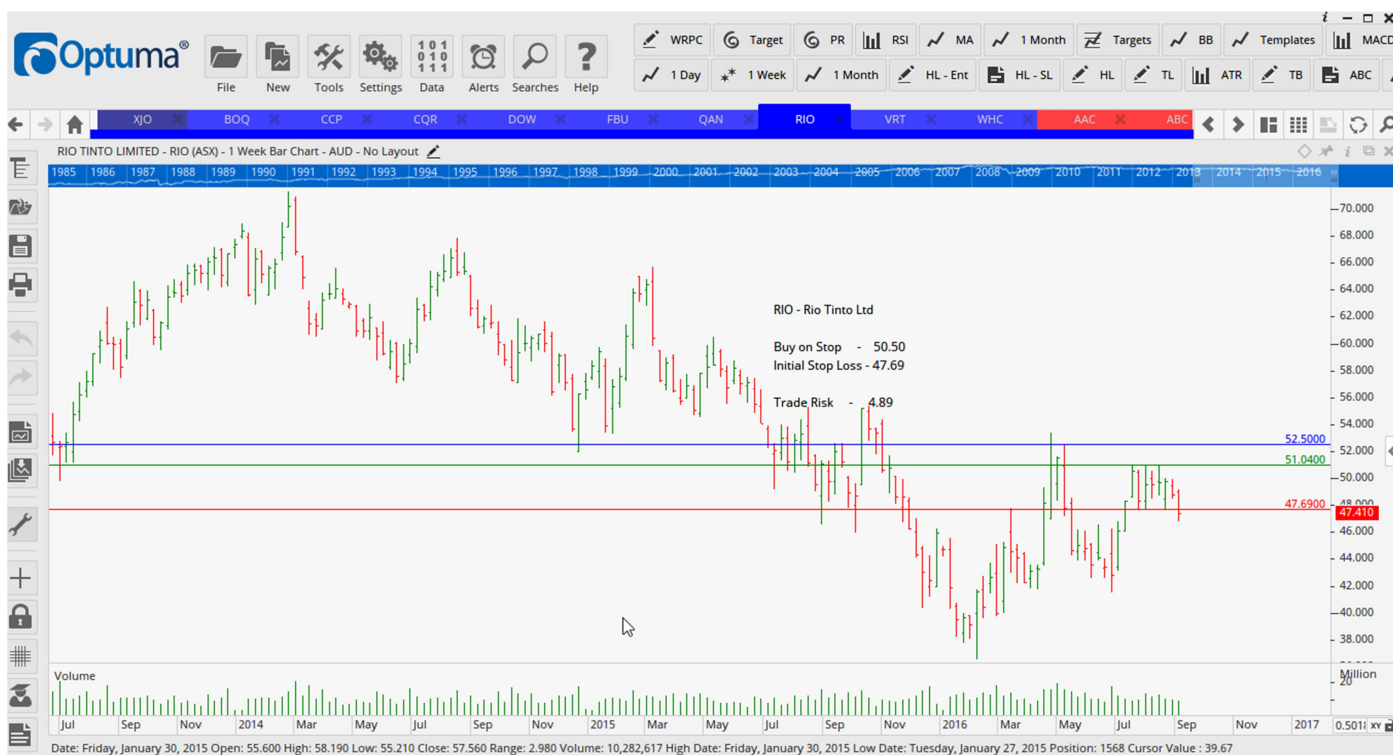 Optuma®
File New Tools Settings Data Alerts Searches Help
WRPC Target PR RSI MA 1 Month Targets BB Templates MACD
1 Day 1 Week 1 Month HL - Ent HL - SL HL TL ATR TB ABC
XJO BOQ CCP CQR DOW FBU QAN RIO VRT WHC AAC ABC
RIO TINTO LIMITED - RIO (ASX) - 1 Week Bar Chart - AUD - No Layout
1985 1986 1987 1988 1989 1990 1991 1992 1993 1994 1995 1996 1997 1998 1999 2000 2001 2002 2003 2004 2005 2006 2007 2008 2009 2010 2011 2012 2013 2014 2015 2016
70.000
68.000
66.000
64.000
RIO - Rio Tinto Ltd
62.000
60.000
Buy on Stop - 50.50
Initial Stop Loss - 47.69
58.000
56.000
Trade Risk - 4.89
54.000
52.5000
52.000
51.0400
50.000
47.6900
48.000
47.410
46.000
44.000
42.000
40.000
38.000
Volume
Million
20
Jul Sep Nov 2014 Mar May Jul Sep Nov 2015 Mar May Jul Sep Nov 2016 Mar May Jul Sep Nov 2017 XY
Date: Friday, January 30, 2015 Open: 55.600 High: 58.190 Low: 55.210 Close: 57.560 Range: 2.980 Volume: 10,282,617 High Date: Friday, January 30, 2015 Low Date: Tuesday, January 27, 2015 Position: 1568 Cursor Value : 39.67